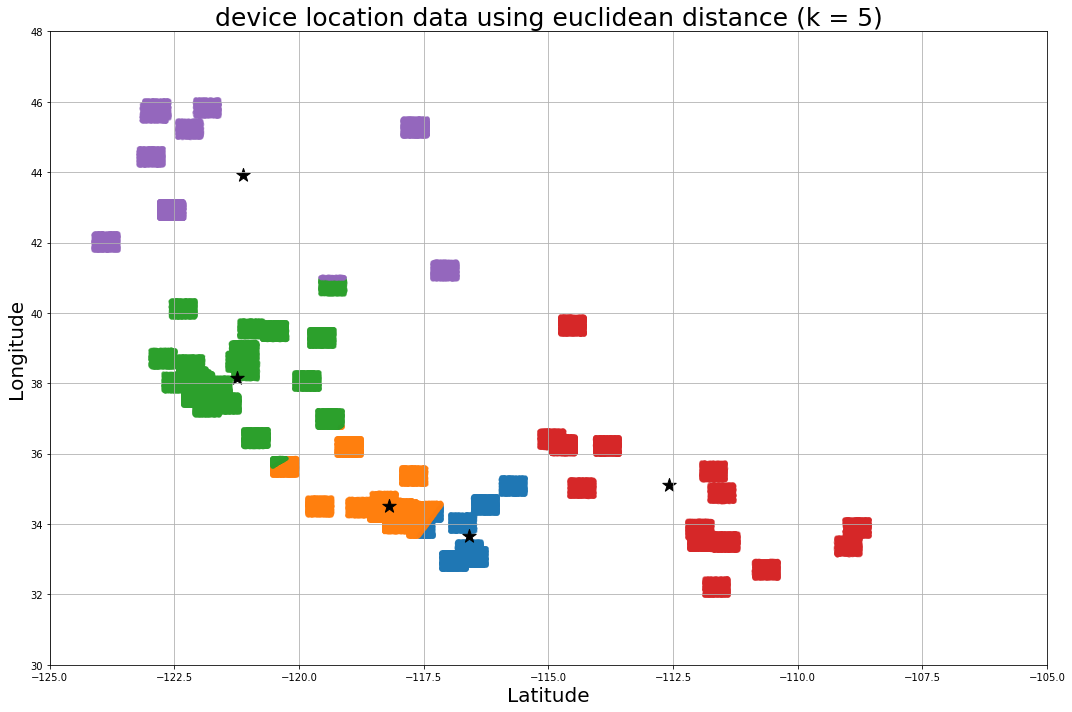 device location data using euclidean distance (k = 5)
48
46
44
42
40
38
36
34
32
30
Longitude
−125.0 −122.5 −120.0 −117.5 −115.0 −112.5 −110.0 −107.5 −105.0
Latitude